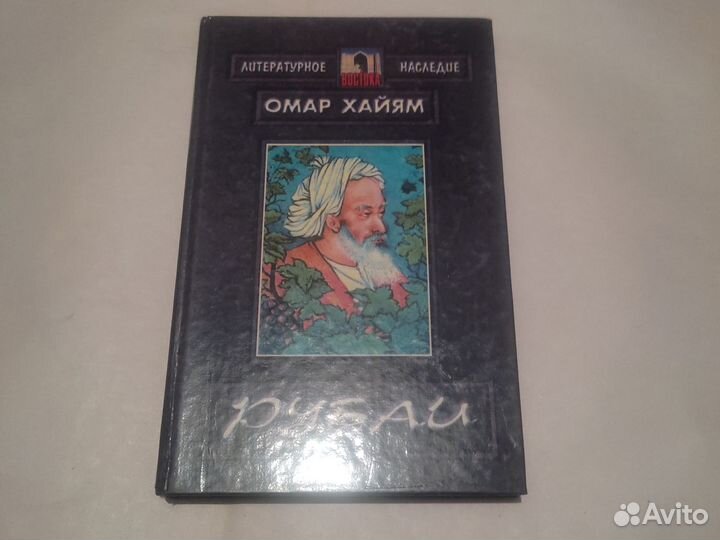 ЛИТЕРАТУРНОЕ НАСЛЕДИЕ
ВОСТОКА
ОМАР ХАЙЯМ
РУБАИ
Avito